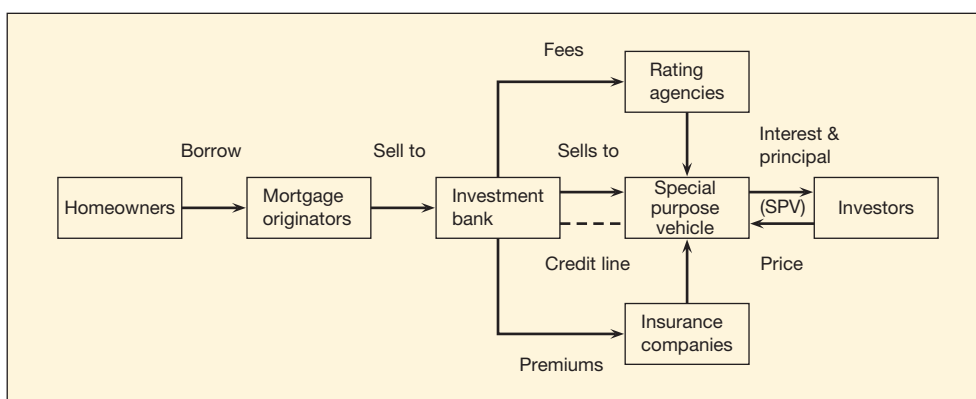 Fees
Rating
agencies
Borrow
Sell to
Sells to
Interest &
principal
Homeowners
Mortgage
originators
Investment
bank
Special
purpose
vehicle
(SPV)
Investors
Credit line
Price
Insurance
companies
Premiums